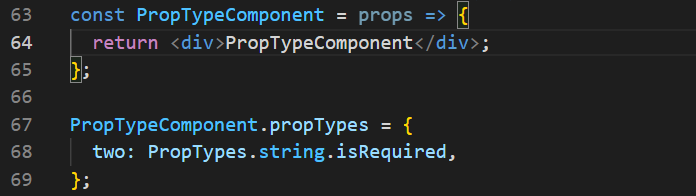 63 const PropTypeComponent = props => {
64   return <div>PropTypeComponent</div>;
65 };
66
67 PropTypeComponent.propTypes = {
68   two: PropTypes.string.isRequired,
69 };